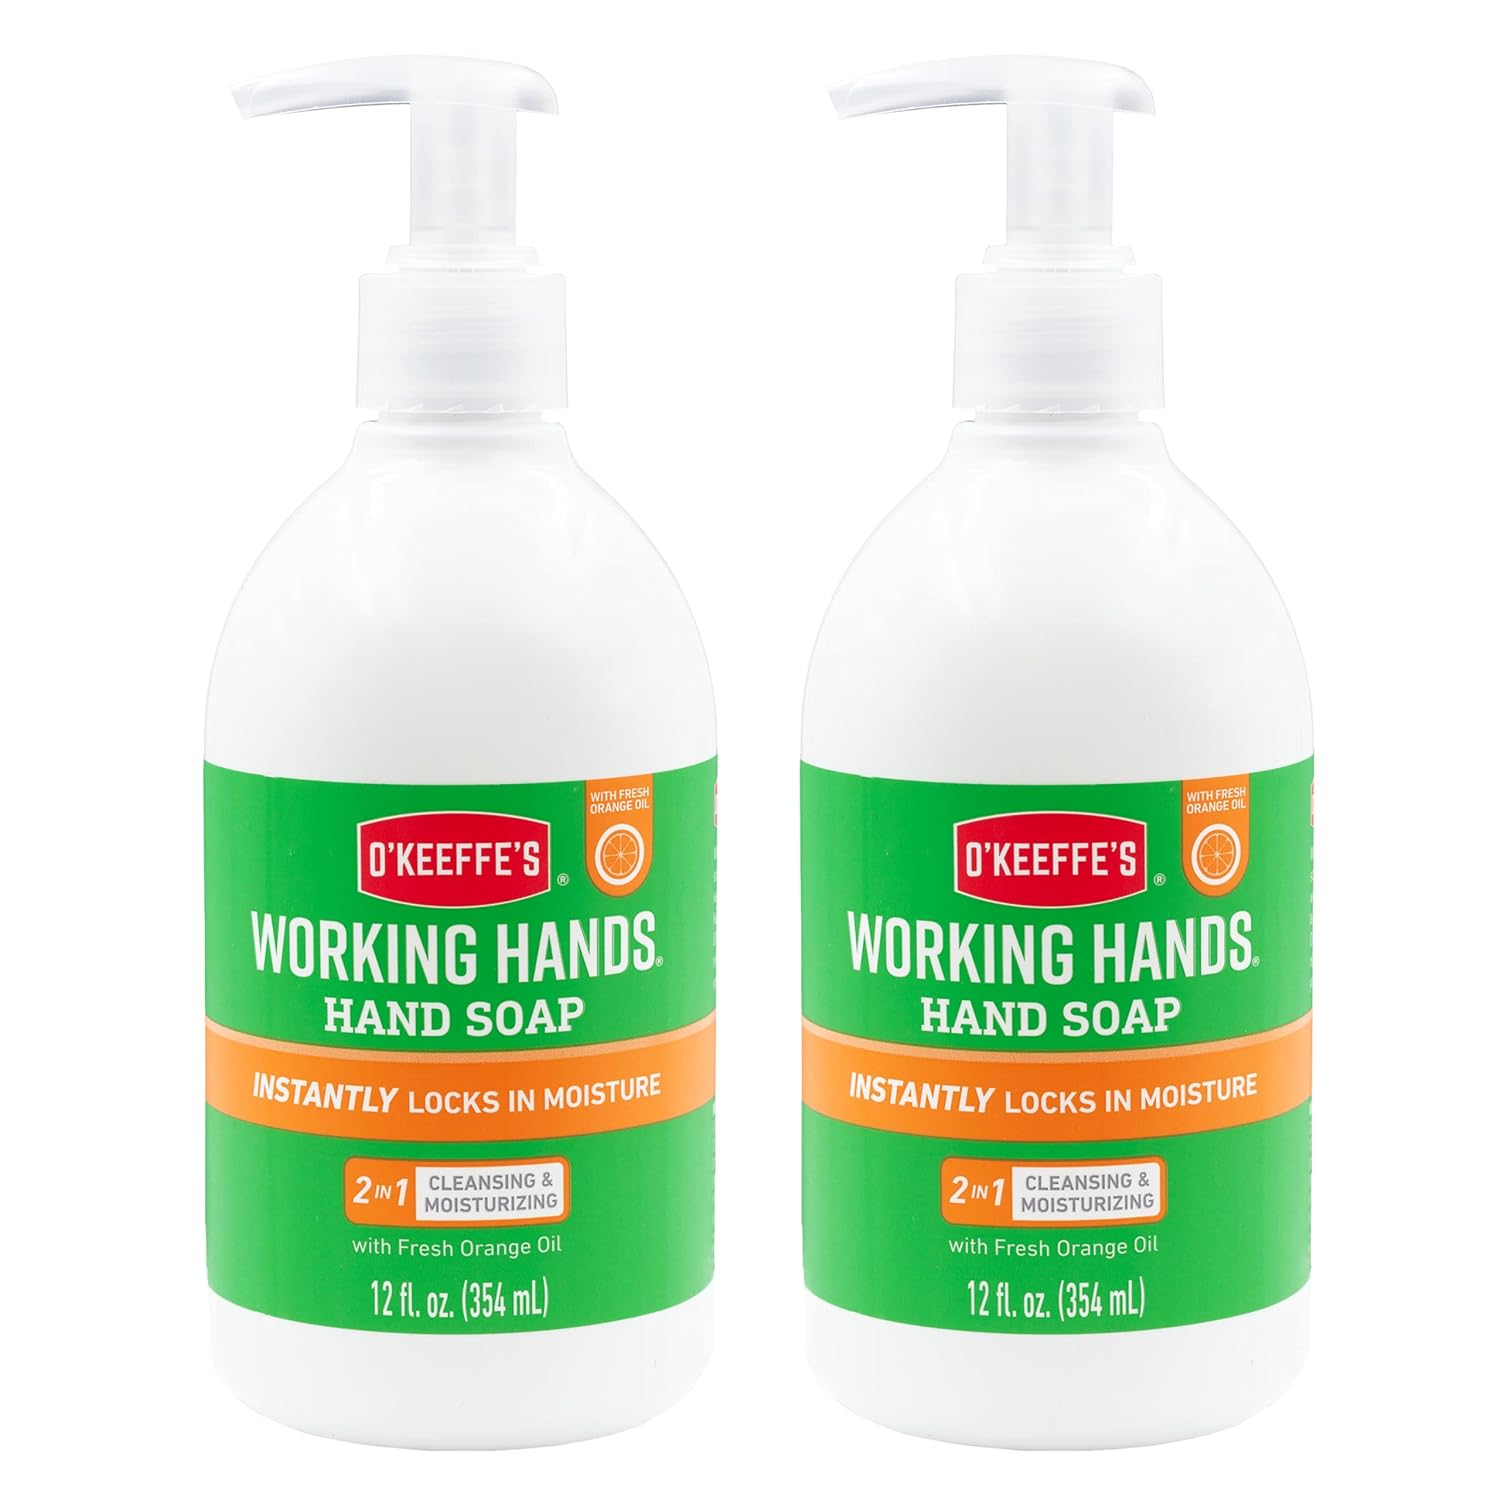 WITH FRESH
ORANGE OIL
O'KEEFFE'S®
WORKING HANDS®
HAND SOAP
INSTANTLY LOCKS IN MOISTURE
2 IN 1
CLEANSING &
MOISTURIZING
with Fresh Orange Oil
12 fl. oz. (354 mL)
WITH FRESH
ORANGE OIL
O'KEEFFE'S®
WORKING HANDS®
HAND SOAP
INSTANTLY LOCKS IN MOISTURE
2 IN 1
CLEANSING &
MOISTURIZING
with Fresh Orange Oil
12 fl. oz. (354 mL)